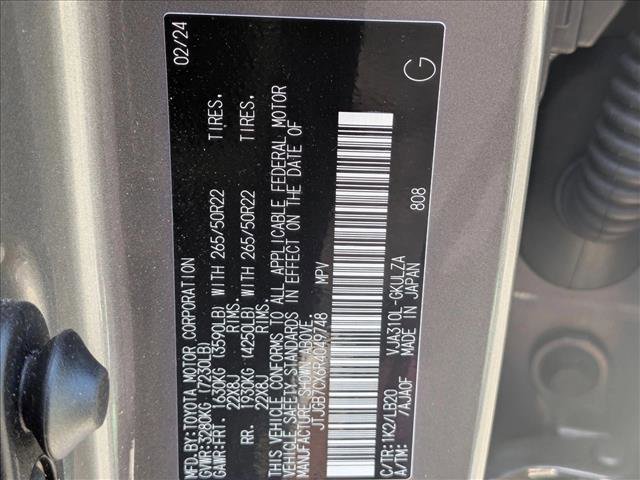 MFD.BY:TOYOTA MOTOR CORPORATION 02/24
GVWR:3280KG (7230LB)
GAWR:FRT. 1630KG (3590LB) WITH 265/50R22 TIRES,
22X8J RIMS.
RR. 1930KG (4250LB) WITH 265/50R22 TIRES,
22X8J RIMS.
THIS VEHICLE CONFORMS TO ALL APPLICABLE FEDERAL MOTOR
VEHICLE SAFETY STANDARDS IN EFFECT ON THE DATE OF
MANUFACTURE SHOWN ABOVE.
JTJGB7CX6R4049748 MPV
C/TR:1K2/LB20 VJA310L-GKULZA
A/TM: /AJA0F MADE IN JAPAN 808
G